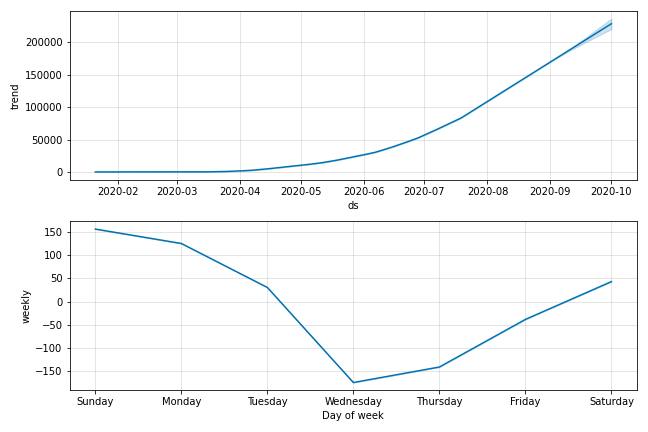 200000
150000
100000
50000
0
trend
2020-02 2020-03 2020-04 2020-05 2020-06 2020-07 2020-08 2020-09 2020-10
ds
150
100
50
0
−50
−100
−150
weekly
Sunday Monday Tuesday Wednesday Thursday Friday Saturday
Day of week